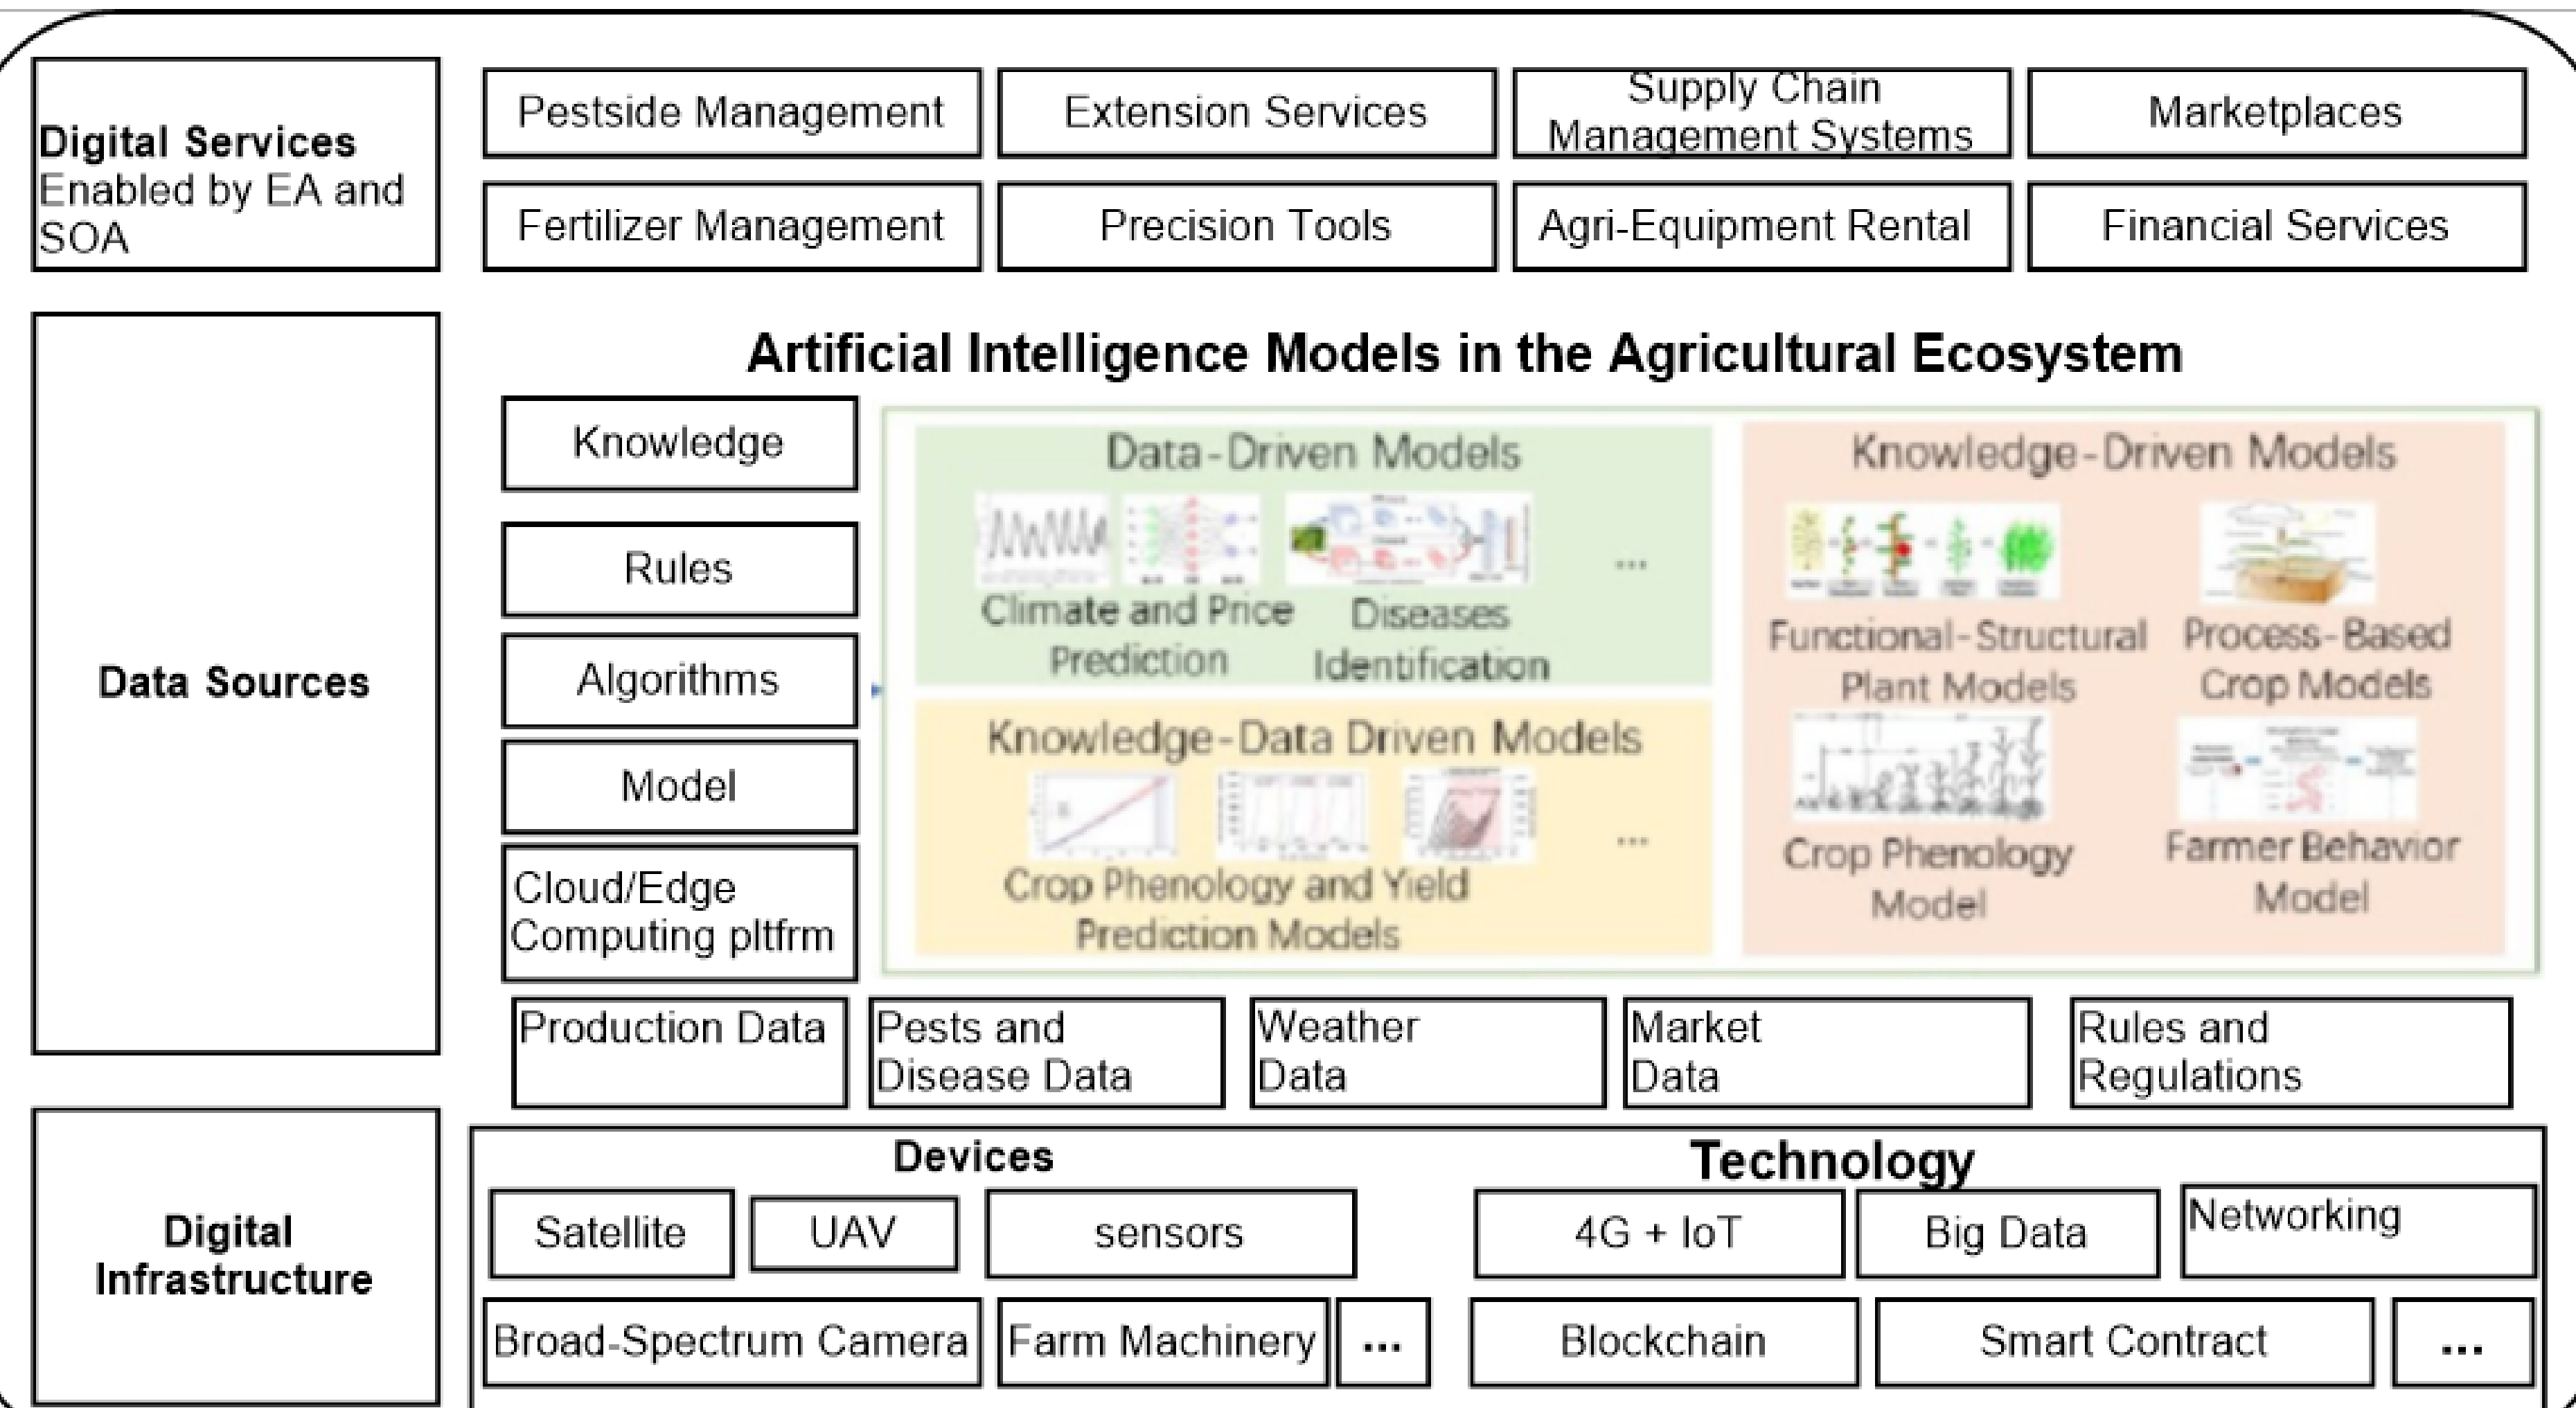 Digital Services
Enabled by EA and
SOA
Pestside Management
Extension Services
Supply Chain
Management Systems
Marketplaces
Fertilizer Management
Precision Tools
Agri-Equipment Rental
Financial Services
Data Sources
Artificial Intelligence Models in the Agricultural Ecosystem
Knowledge
Rules
Algorithms
Model
Cloud/Edge
Computing pltfrm
Data-Driven Models
Climate and Price
Prediction
Diseases
Identification
...
Knowledge-Data Driven Models
Crop Phenology and Yield
Prediction Models
...
Knowledge-Driven Models
Functional-Structural
Plant Models
Process-Based
Crop Models
Crop Phenology
Model
Farmer Behavior
Model
Production Data
Pests and
Disease Data
Weather
Data
Market
Data
Rules and
Regulations
Digital
Infrastructure
Devices
Satellite
UAV
sensors
Broad-Spectrum Camera
Farm Machinery
...
Technology
4G + IoT
Big Data
Networking
Blockchain
Smart Contract
...